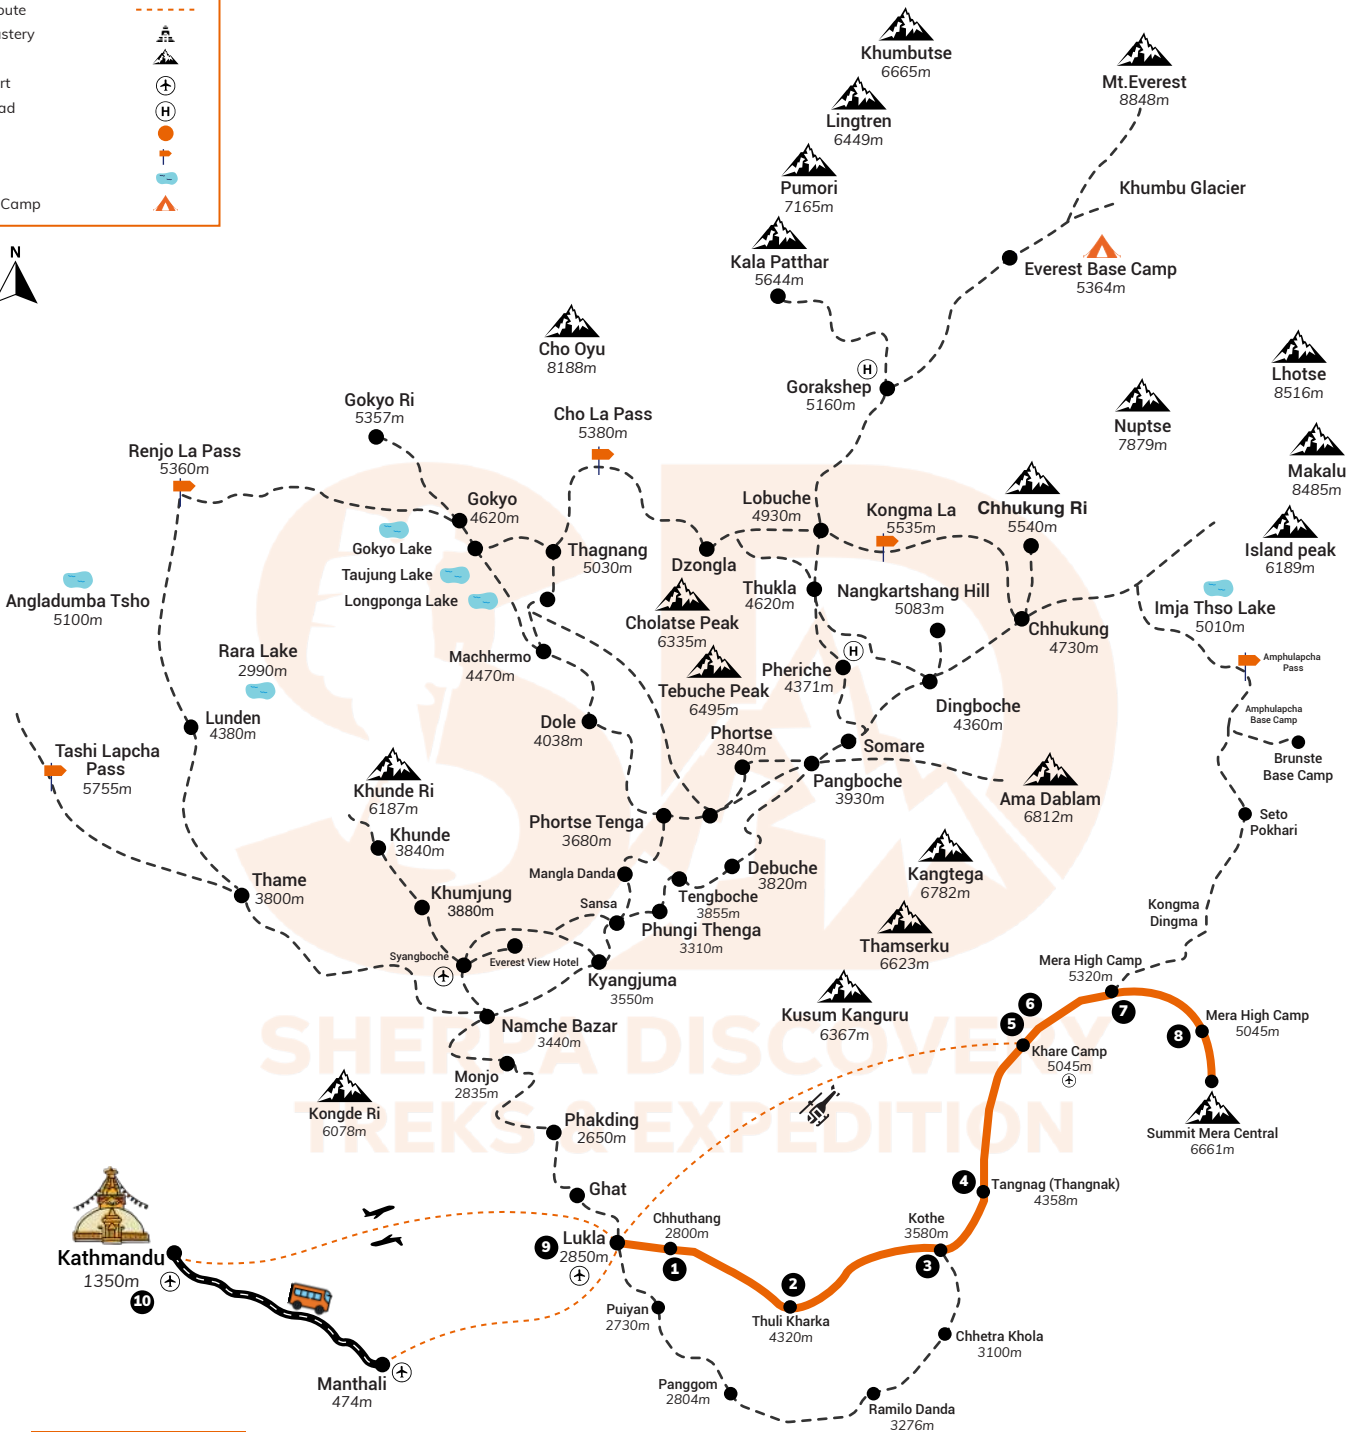 Khumbutse
6665m
Mt.Everest
8848m
Lingtren
6449m
Pumori
7165m
Khumbu Glacier
Camp
N
Kala Patthar
5644m
Everest Base Camp
5364m
H
H
Cho Oyu
8188m
Lhotse
8516m
Gorakshep
5160m
Gokyo Ri
5357m
Cho La Pass
5380m
Nuptse
7879m
Renjo La Pass
5360m
Makalu
8485m
Gokyo
4620m
Lobuche
4930m
Kongma La
5535m
Chhukung Ri
5540m
Gokyo Lake
Thagnang
5030m
Dzongla
Island peak
6189m
Taujung Lake
Longponga Lake
Thukla
4620m
Nangkartshang Hill
5083m
Angladumba Tsho
5100m
Cholatse Peak
6335m
Chhukung
4730m
Imja Thso Lake
5010m
Rara Lake
2990m
Machhermo
4470m
H
Pheriche
4371m
Amphulapcha
Pass
Tebuche Peak
6495m
Dingboche
4360m
Amphulapcha
Base Camp
Lunden
4380m
Dole
4038m
Phortse
3840m
Somare
Brunste
Base Camp
Tashi Lapcha
Pass
5755m
Pangboche
3930m
Khunde Ri
6187m
Ama Dablam
6812m
Phortse Tenga
3680m
Seto
Pokhari
Khunde
3840m
Mangla Danda
Debuche
3820m
Kangtega
6782m
Thame
3800m
Khumjung
3880m
Tengboche
3855m
Sansa
Phungi Thenga
3310m
Kongma
Dingma
Thamserku
6623m
Syangboche
Everest View Hotel
Kyangjuma
3550m
Mera High Camp
5320m
Kusum Kanguru
6367m
Namche Bazar
3440m
6
5
7
8
Mera High Camp
5045m
SHERPA DISCOVERY
TREKS & EXPEDITION
Khare Camp
5045m
Monjo
2835m
Kongde Ri
6078m
Phakding
2650m
Summit Mera Central
6661m
Ghat
4
Tangnag (Thangnak)
4358m
Kathmandu
1350m
10
9
Lukla
2850m
Chhuthang
2800m
1
2
Thuli Kharka
4320m
Kothe
3580m
3
Puiyan
2730m
Chhetra Khola
3100m
Manthali
474m
Panggom
2804m
Ramilo Danda
3276m